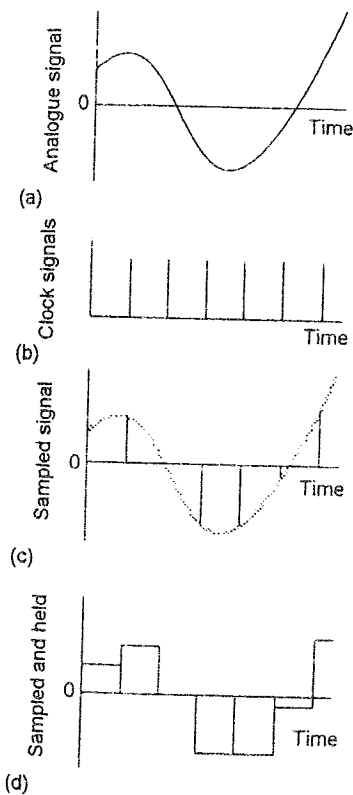 Analogue signal
0
Time
(a)
Clock signals
Time
(b)
Sampled signal
0
Time
(c)
Sampled and held
0
Time
(d)